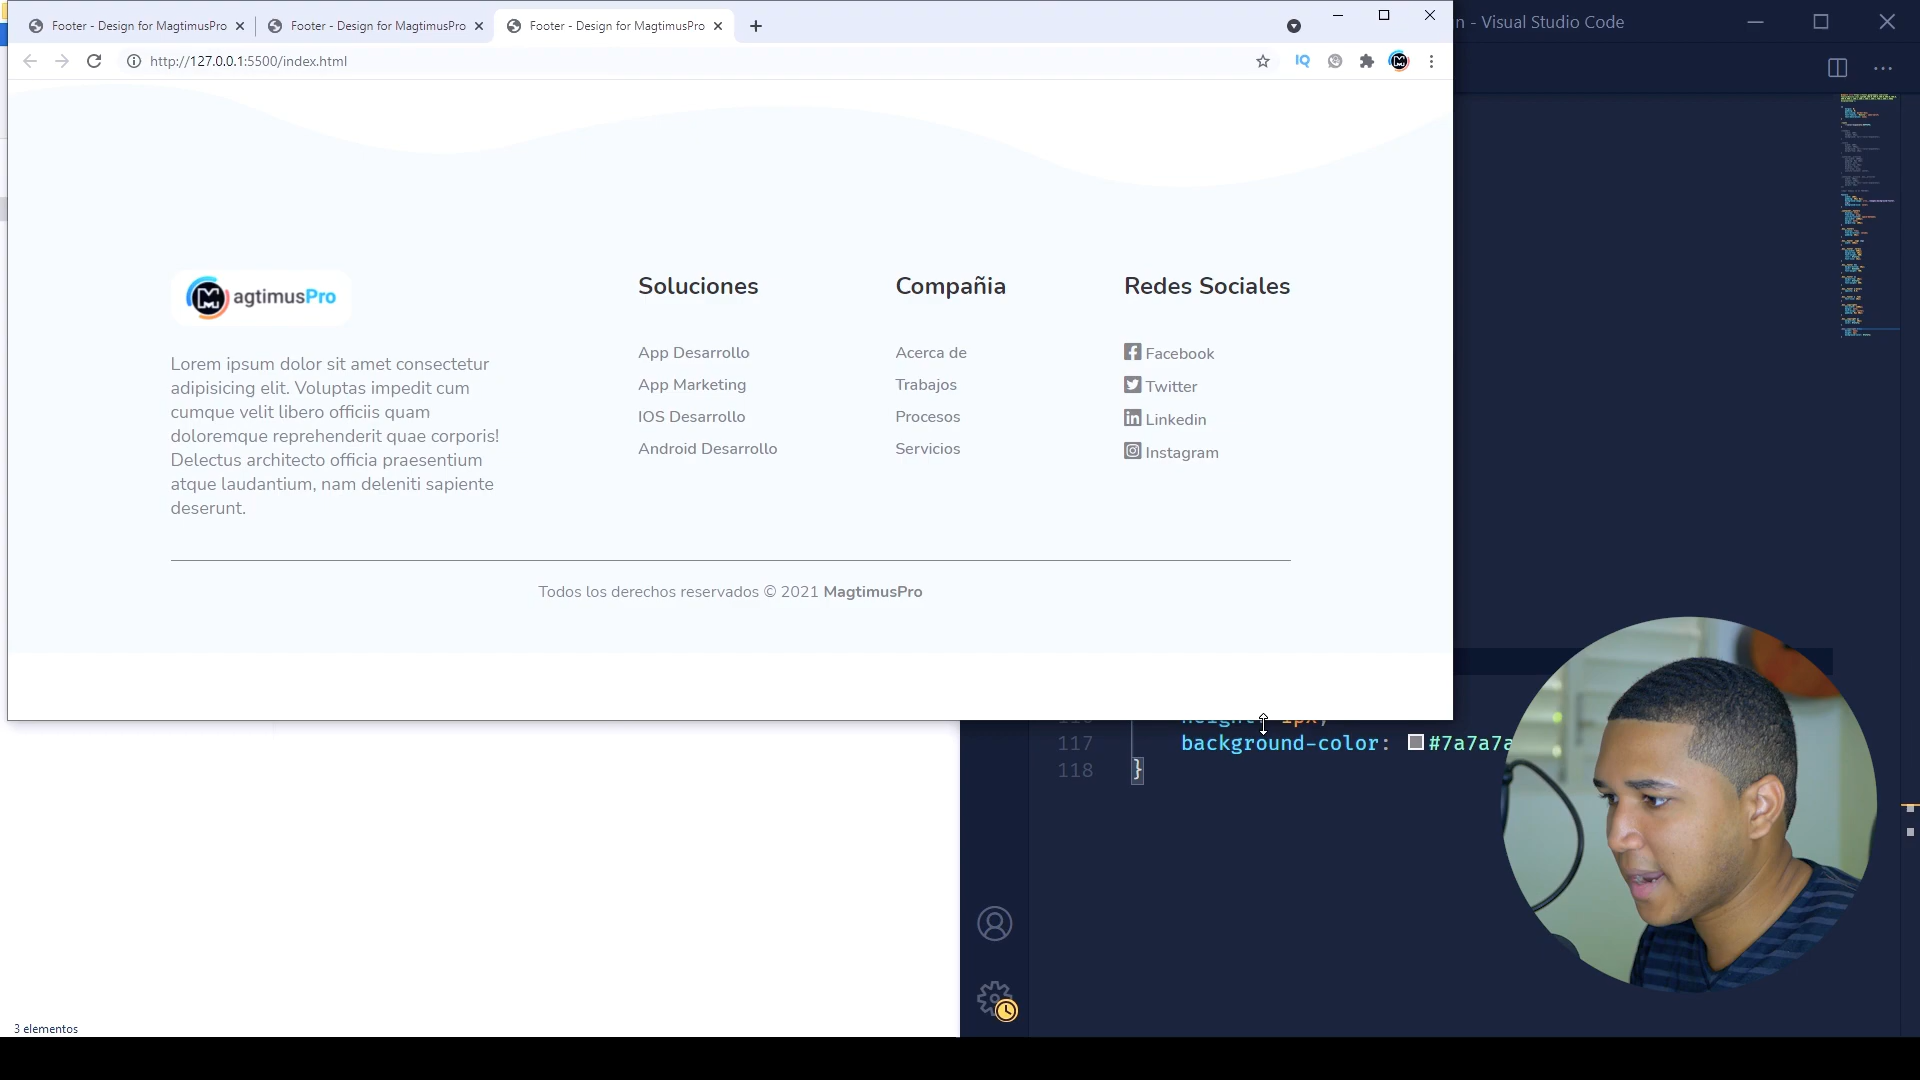 Footer - Design for MagtimusPro
Footer - Design for MagtimusPro
Footer - Design for MagtimusPro
n - Visual Studio Code
http://127.0.0.1:5500/index.html
IQ
agtimusPro
Lorem ipsum dolor sit amet consectetur
adipisicing elit. Voluptas impedit cum
cumque velit libero officiis quam
doloremque reprehenderit quae corporis!
Delectus architecto officia praesentium
atque laudantium, nam deleniti sapiente
deserunt.
Soluciones
App Desarrollo
App Marketing
IOS Desarrollo
Android Desarrollo
Compañia
Acerca de
Trabajos
Procesos
Servicios
Redes Sociales
Facebook
Twitter
Linkedin
Instagram
Todos los derechos reservados © 2021 MagtimusPro
117 background-color: #7a7a7a
118 }
3 elementos